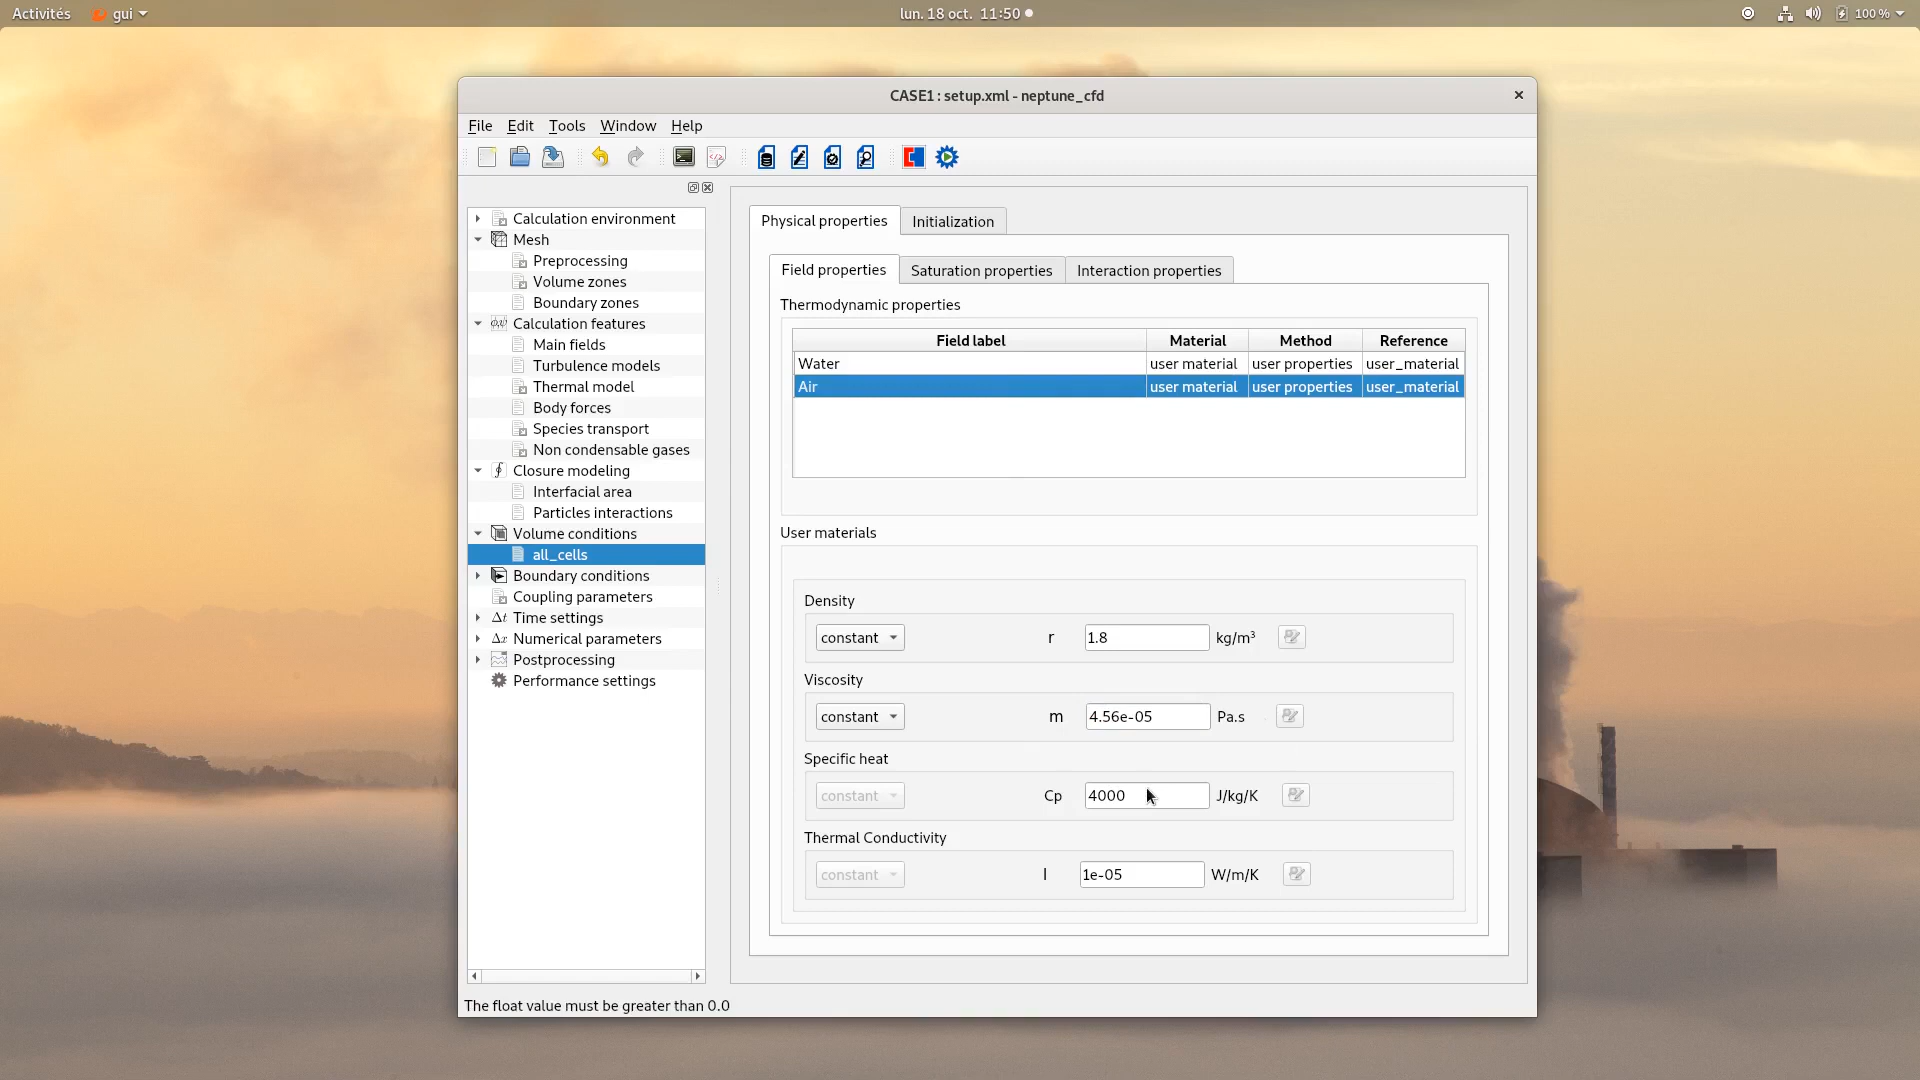 Activités gui lun. 18 oct. 11:50 100 %
CASE1 : setup.xml - neptune_cfd
File Edit Tools Window Help
Calculation environment
Mesh
Preprocessing
Volume zones
Boundary zones
Calculation features
Main fields
Turbulence models
Thermal model
Body forces
Species transport
Non condensable gases
Closure modeling
Interfacial area
Particles interactions
Volume conditions
all_cells
Boundary conditions
Coupling parameters
Δt Time settings
Δx Numerical parameters
Postprocessing
Performance settings
Physical properties Initialization
Field properties Saturation properties Interaction properties
Thermodynamic properties
Field label Material Method Reference
Water user material user properties user_material
Air user material user properties user_material
User materials
Density
constant r 1.8 kg/m³
Viscosity
constant m 4.56e-05 Pa.s
Specific heat
constant Cp 4000 J/kg/K
Thermal Conductivity
constant l 1e-05 W/m/K
The float value must be greater than 0.0